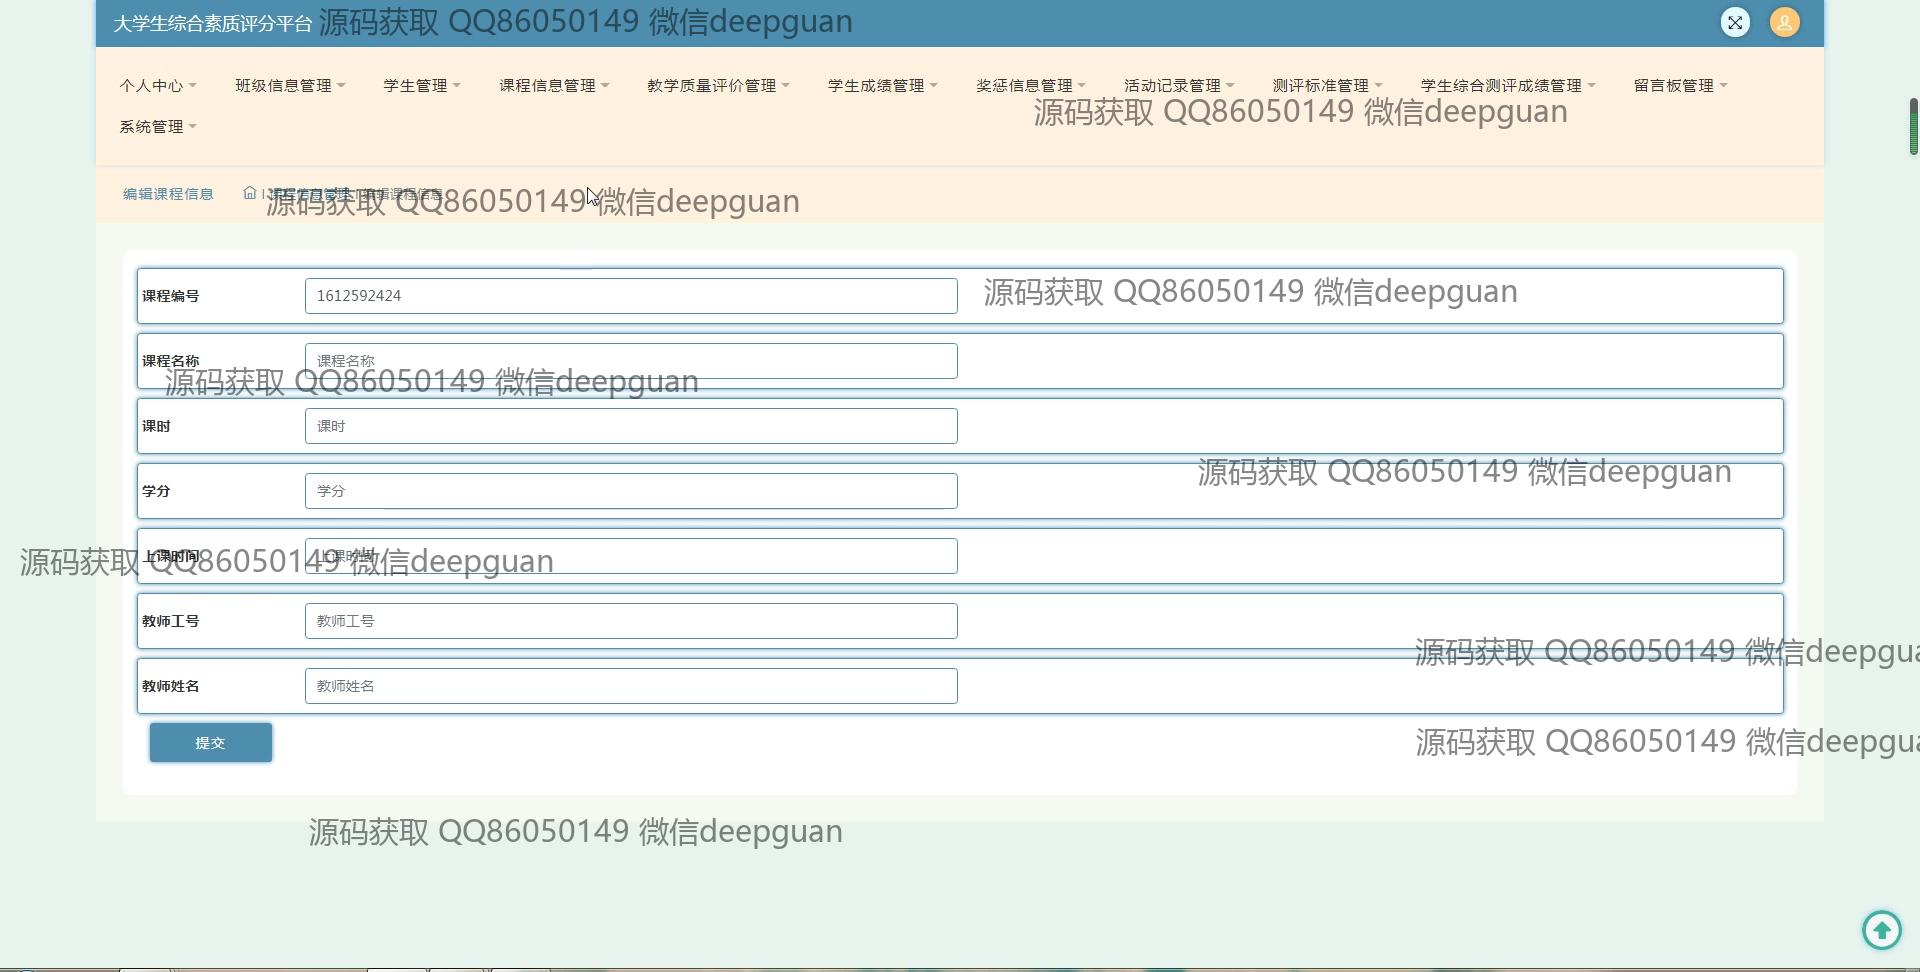 大学生综合素质评分平台 源码获取 QQ86050149 微信deepguan
个人中心 班级信息管理 学生管理 课程信息管理 教学质量评价管理 学生成绩管理 奖惩信息管理 活动记录管理 测评标准管理 学生综合测评成绩管理 留言板管理
源码获取 QQ86050149 微信deepguan
系统管理
编辑课程信息 课程信息管理 编辑课程信息
源码获取 QQ86050149 微信deepguan
课程编号 1612592424
源码获取 QQ86050149 微信deepguan
课程名称 课程名称
源码获取 QQ86050149 微信deepguan
课时 课时
源码获取 QQ86050149 微信deepguan
学分 学分
上课时间 上课时间
源码获取 QQ86050149 微信deepguan
教师工号 教师工号
源码获取 QQ86050149 微信deepgua
教师姓名 教师姓名
提交
源码获取 QQ86050149 微信deepgua
源码获取 QQ86050149 微信deepguan